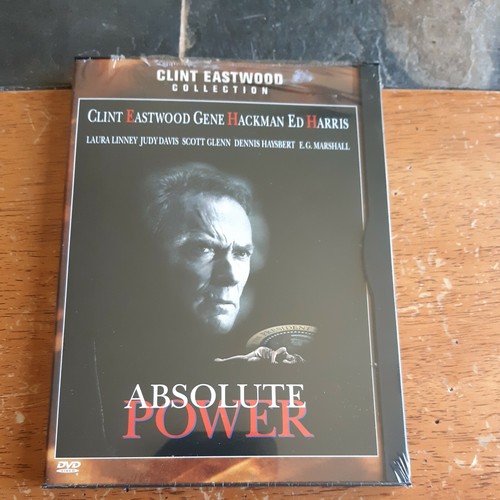 CLINT EASTWOOD
COLLECTION
CLINT EASTWOOD GENE HACKMAN ED HARRIS
LAURA LINNEY JUDY DAVIS SCOTT GLENN DENNIS HAYSBERT E.G. MARSHALL
ABSOLUTE
POWER
DVD
VIDEO